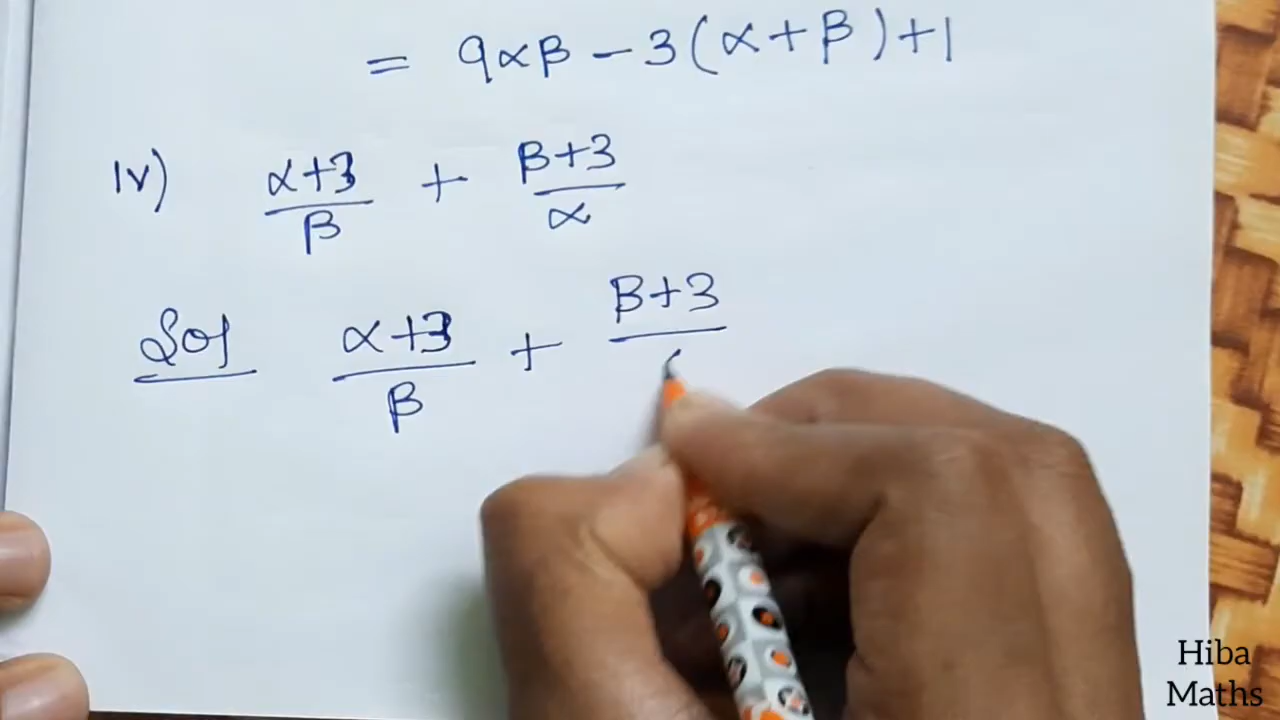 = 9αβ - 3(α+β)+1
iv) α+3/β + β+3/α
Sol α+3/β + β+3/
Hiba
Maths